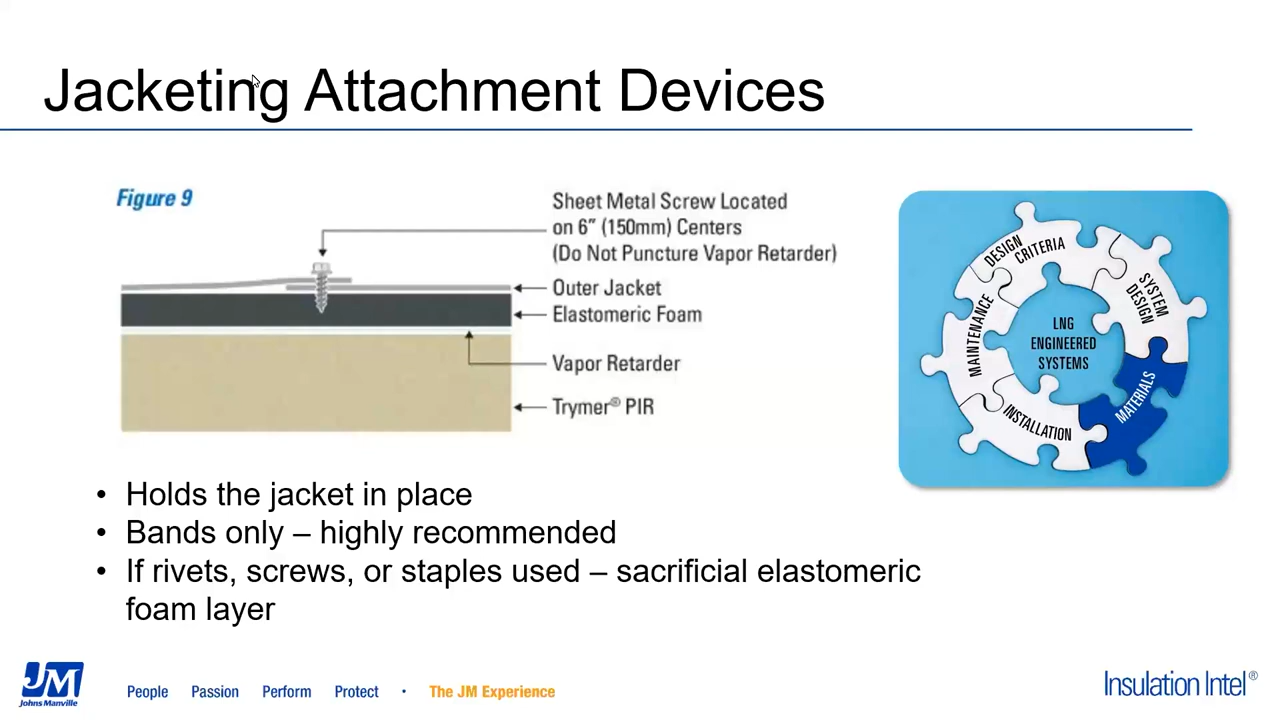 Jacketing Attachment Devices
Figure 9
Sheet Metal Screw Located
on 6” (150mm) Centers
(Do Not Puncture Vapor Retarder)
Outer Jacket
Elastomeric Foam
Vapor Retarder
Trymer® PIR
DESIGN
CRITERIA
SYSTEM
DESIGN
MATERIALS
INSTALLATION
MAINTENANCE
LNG
ENGINEERED
SYSTEMS
• Holds the jacket in place
• Bands only – highly recommended
• If rivets, screws, or staples used – sacrificial elastomeric
foam layer
JM
Johns Manville
People Passion Perform Protect • The JM Experience
Insulation Intel®